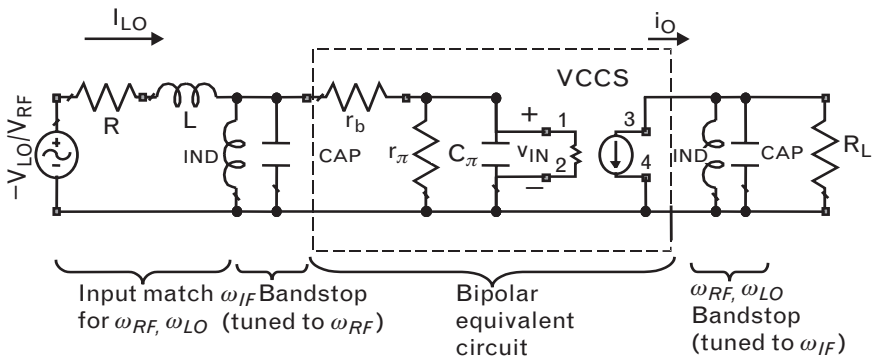 I_LO
i_O
VCCS
−V_LO/V_RF
R
L
IND
CAP
r_b
r_π
C_π
+
v_IN
−
1
2
3
4
IND
CAP
R_L
Input match
for ω_RF, ω_LO
ω_IF Bandstop
(tuned to ω_RF)
Bipolar
equivalent
circuit
ω_RF, ω_LO
Bandstop
(tuned to ω_IF)